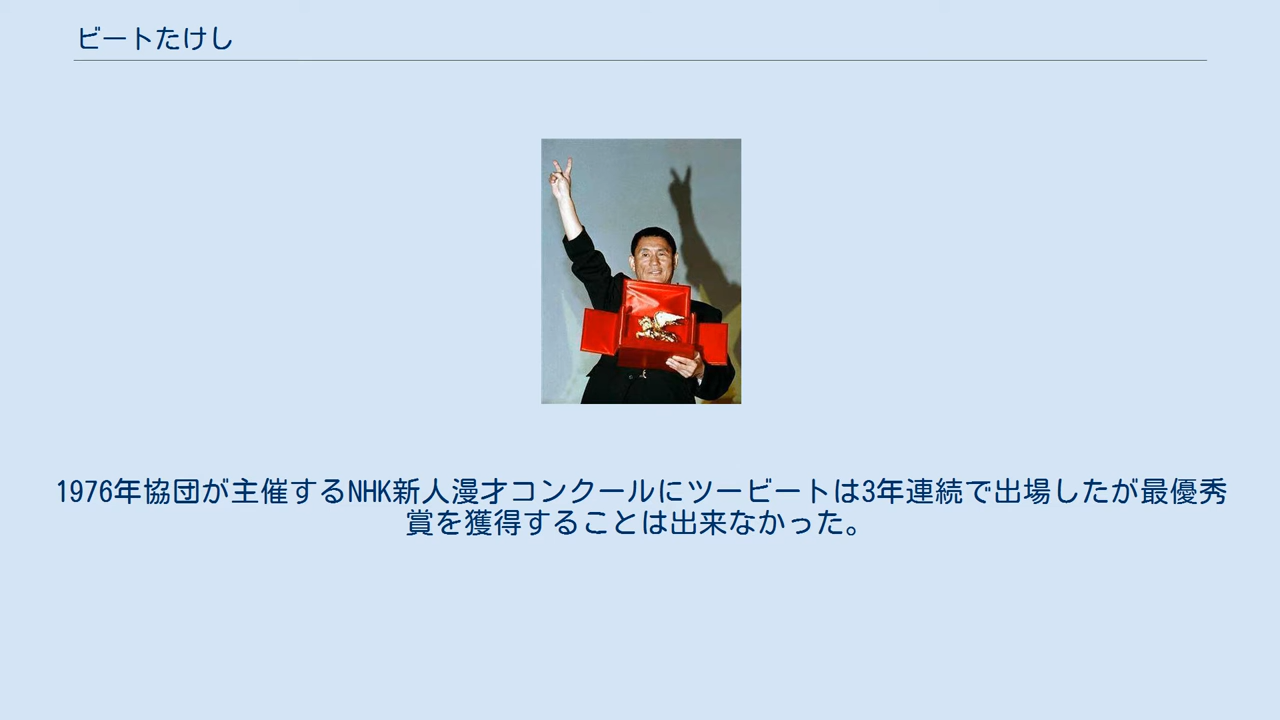 ビートたけし
1976年協団が主催するNHK新人漫才コンクールにツービートは3年連続で出場したが最優秀
賞を獲得することは出来なかった。